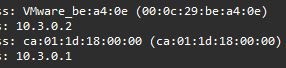 ss: VMware_be:a4:0e (00:0c:29:be:a4:0e)
s: 10.3.0.2
ss: ca:01:1d:18:00:00 (ca:01:1d:18:00:00)
s: 10.3.0.1